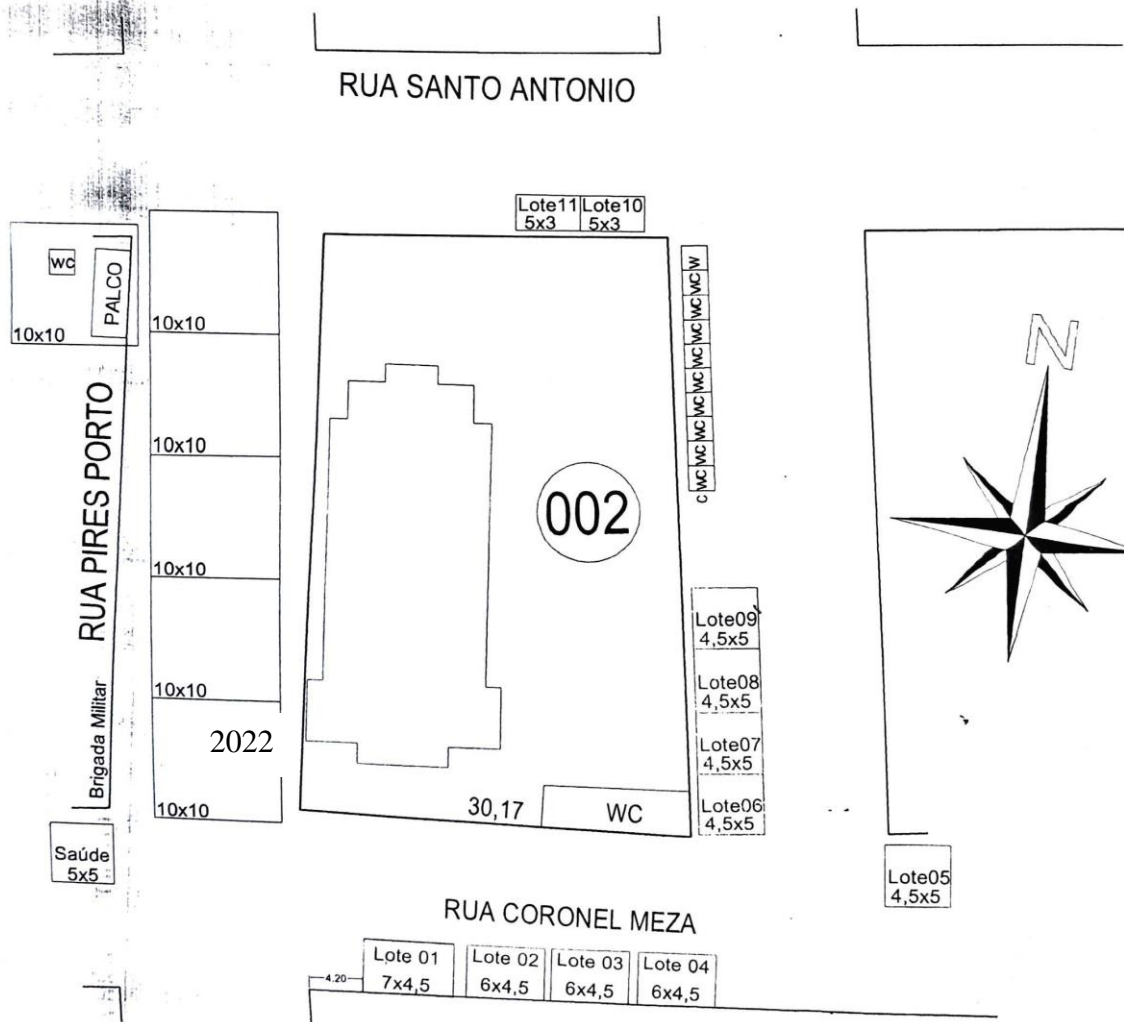 RUA SANTO ANTONIO
Lote11
5x3
Lote10
5x3
WC
PALCO
10x10
RUA PIRES PORTO
Brigada Militar
10x10
10x10
10x10
10x10
10x10
2022
002
W
WC
WC
WC
WC
WC
WC
WC
WC
WC
C
N
Lote09
4,5x5
Lote08
4,5x5
Lote07
4,5x5
Lote06
4,5x5
30,17
WC
Saúde
5x5
Lote05
4,5x5
RUA CORONEL MEZA
4.20
Lote 01
7x4,5
Lote 02
6x4,5
Lote 03
6x4,5
Lote 04
6x4,5